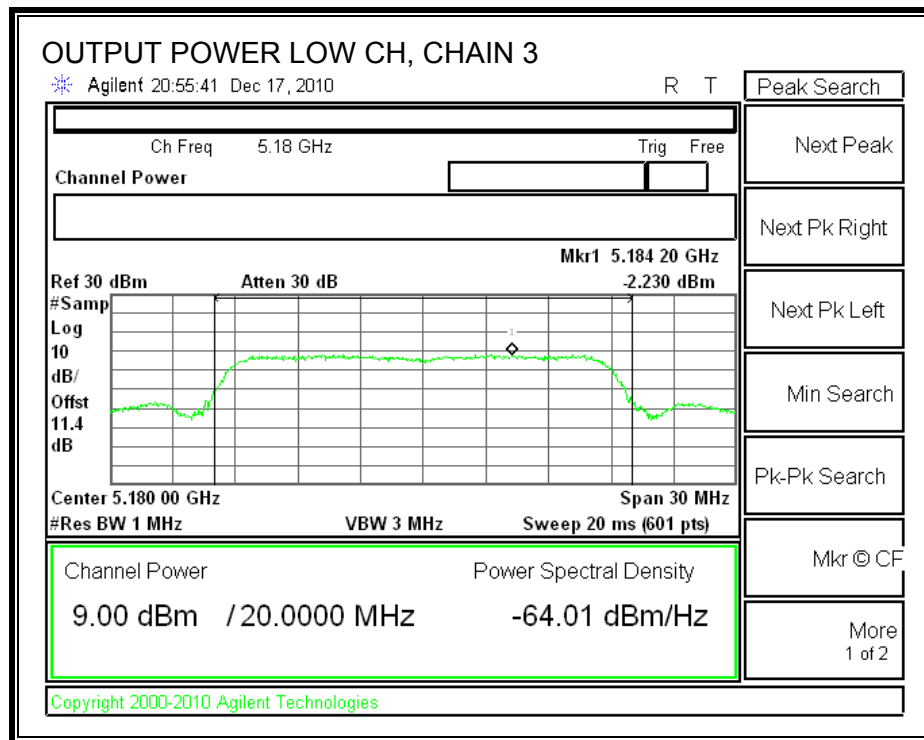 OUTPUT POWER LOW CH, CHAIN 3
Agilent 20:55:41 Dec 17, 2010 R T
Peak Search
Ch Freq 5.18 GHz Trig Free
Next Peak
Channel Power
Next Pk Right
Mkr1 5.184 20 GHz
Ref 30 dBm Atten 30 dB -2.230 dBm
#Samp
Log
10
dB/
Offst
11.4
dB
1
Next Pk Left
Min Search
Pk-Pk Search
Center 5.180 00 GHz Span 30 MHz
#Res BW 1 MHz VBW 3 MHz Sweep 20 ms (601 pts)
Mkr © CF
Channel Power Power Spectral Density
9.00 dBm / 20.0000 MHz -64.01 dBm/Hz
More
1 of 2
Copyright 2000-2010 Agilent Technologies